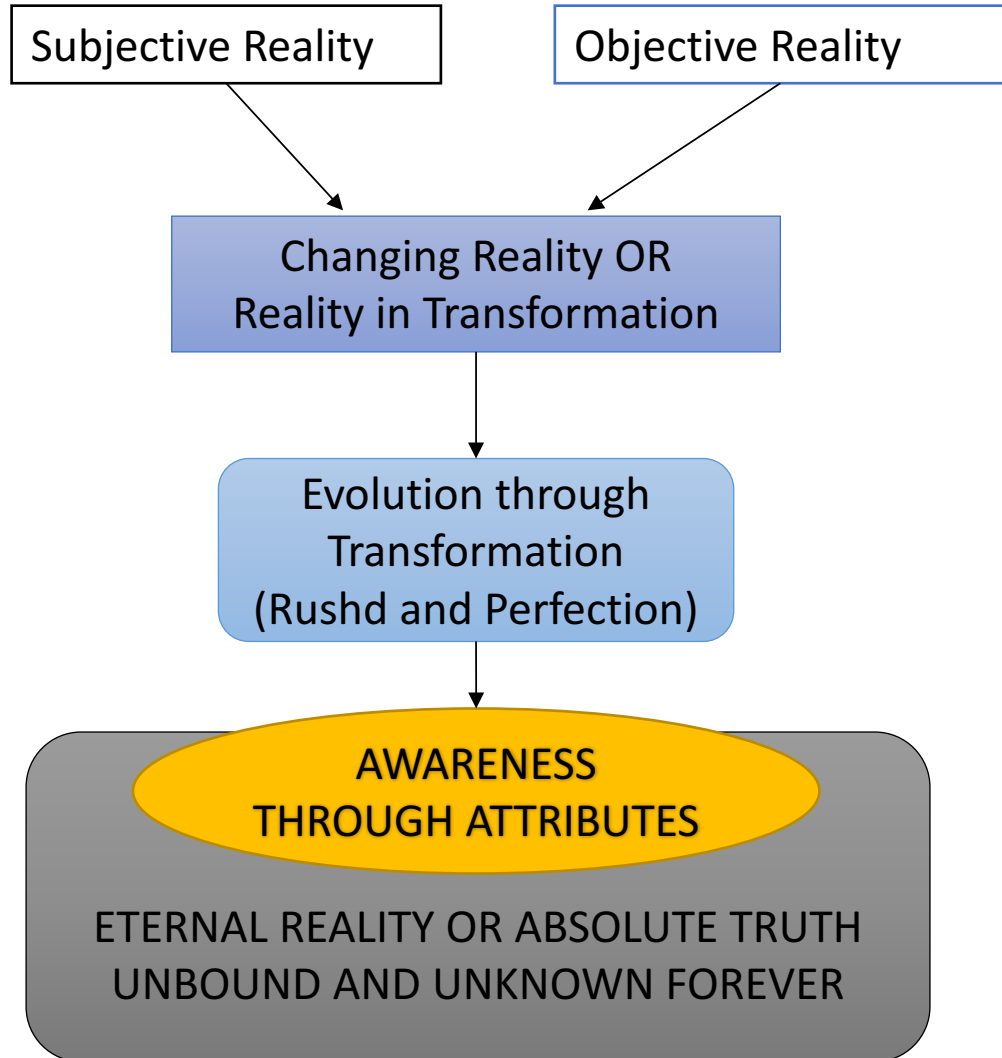 Subjective Reality
Objective Reality
Changing Reality OR
Reality in Transformation
Evolution through
Transformation
(Rushd and Perfection)
AWARENESS
THROUGH ATTRIBUTES
ETERNAL REALITY OR ABSOLUTE TRUTH
UNBOUND AND UNKNOWN FOREVER